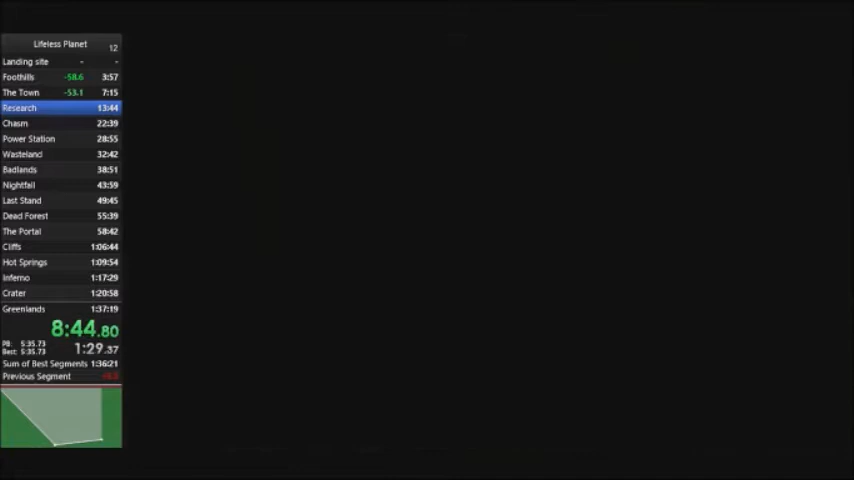 Lifeless Planet 12
Landing site - -
Foothills -58.6 3:57
The Town -53.1 7:15
Research 13:44
Chasm 22:39
Power Station 28:55
Wasteland 32:42
Badlands 38:51
Nightfall 43:59
Last Stand 49:45
Dead Forest 55:39
The Portal 58:42
Cliffs 1:06:44
Hot Springs 1:09:54
Inferno 1:17:29
Crater 1:20:58
Greenlands 1:37:19
8:44.80
PB: 5:35.73
Best: 5:35.73 1:29.37
Sum of Best Segments 1:36:21
Previous Segment